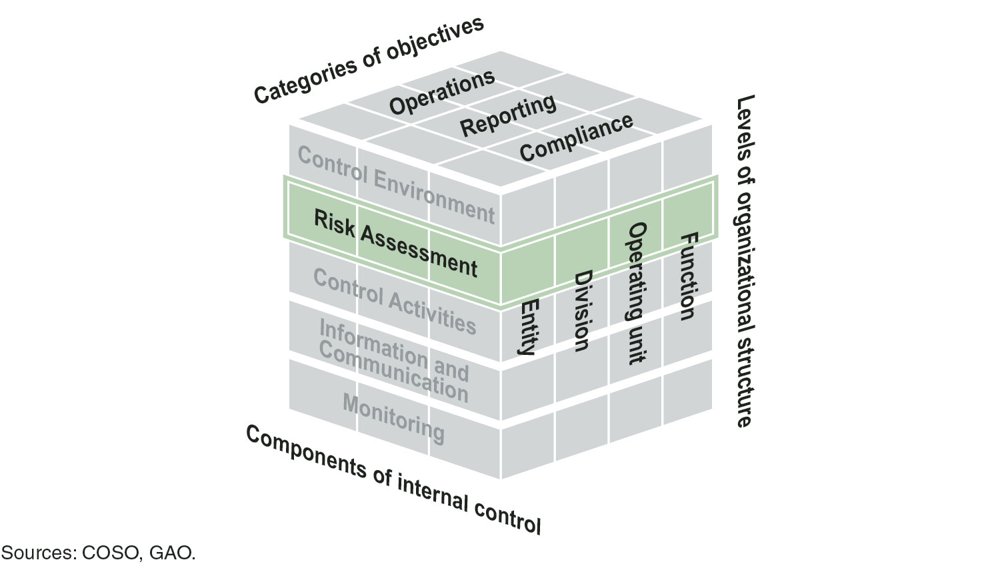 Categories of objectives
Operations
Reporting
Compliance
Control Environment
Risk Assessment
Control Activities
Information and
Communication
Monitoring
Entity
Division
Operating unit
Function
Levels of organizational structure
Components of internal control
Sources: COSO, GAO.